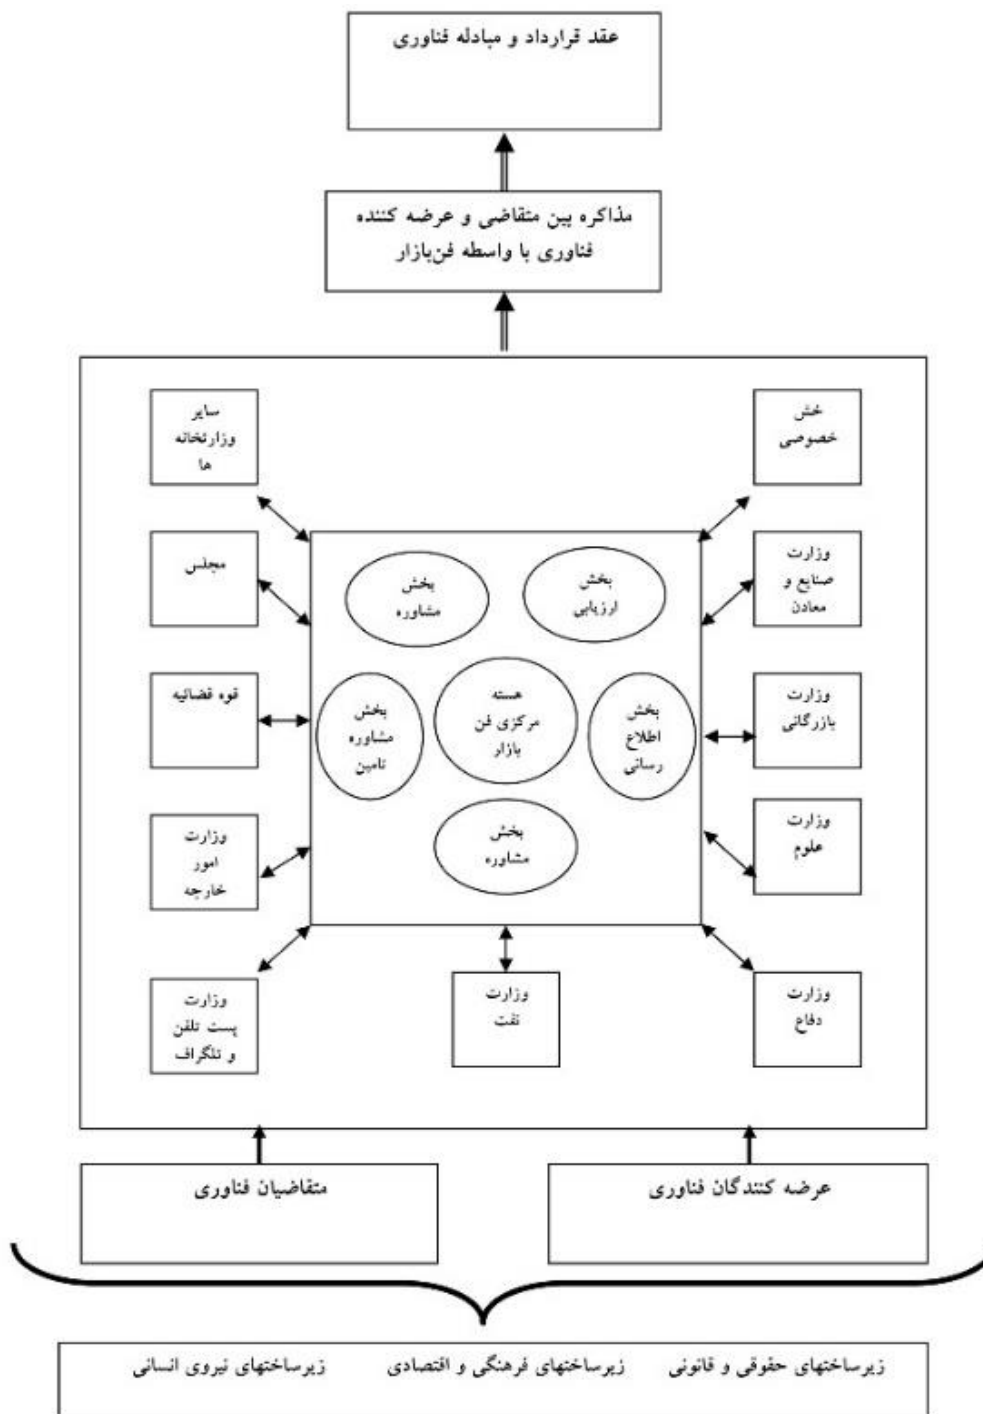 عقد قرارداد و مبادله فناوری
مذاکره بین متقاضی و عرضه کننده
فناوری با واسطه فن‌بازار
خش
خصوصی
سایر
وزارتخانه
ها
وزارت
صنایع و
معادن
مجلس
بخش
ارزیابی
بخش
مشاوره
وزارت
بازرگانی
قوه قضائیه
بخش
اطلاع
رسانی
هسته
مرکزی فن
بازار
بخش
مشاوره
تامین
وزارت
علوم
وزارت
امور
خارجه
بخش
مشاوره
وزارت
دفاع
وزارت
نفت
وزارت
پست تلفن
و تلگراف
عرضه کنندگان فناوری
متقاضیان فناوری
زیرساختهای حقوقی و قانونی زیرساختهای فرهنگی و اقتصادی زیرساختهای نیروی انسانی